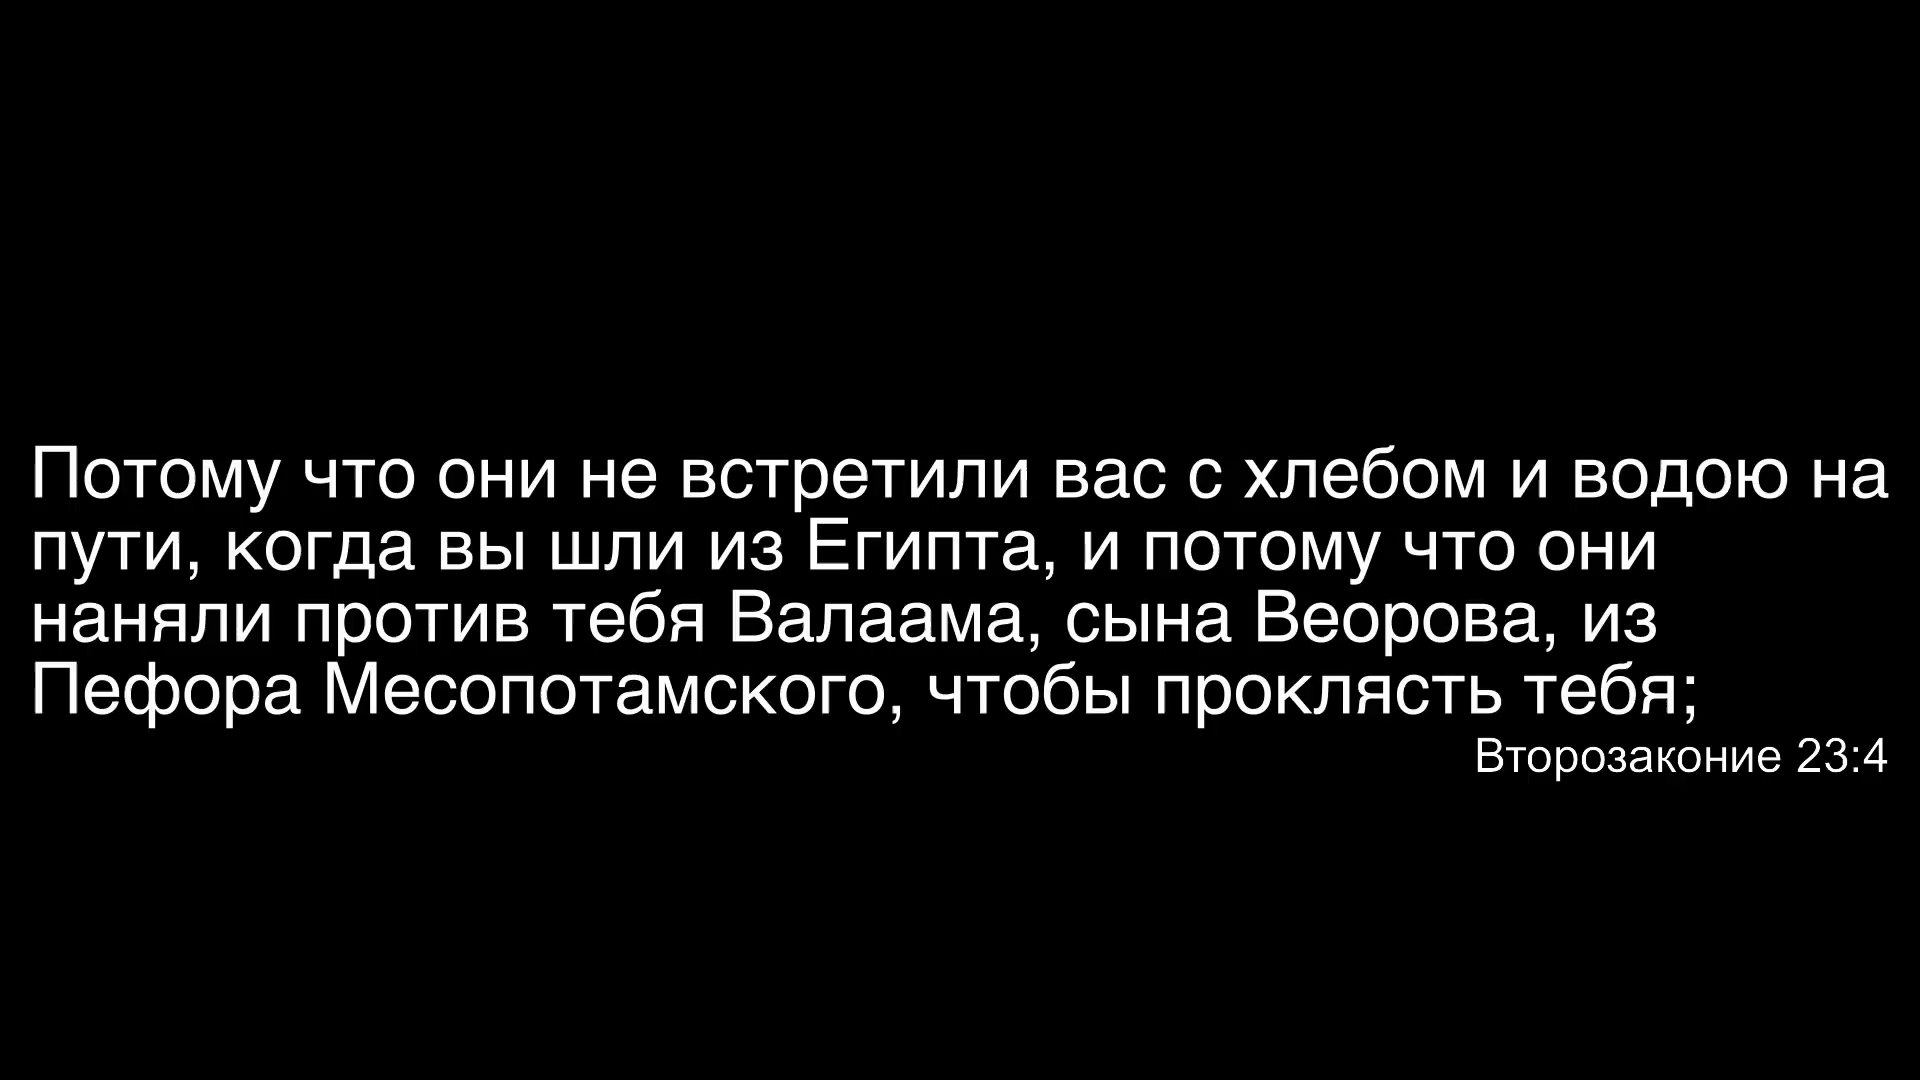 Потому что они не встретили вас с хлебом и водою на
пути, когда вы шли из Египта, и потому что они
наняли против тебя Валаама, сына Веорова, из
Пефора Месопотамского, чтобы проклясть тебя;
Второзаконие 23:4